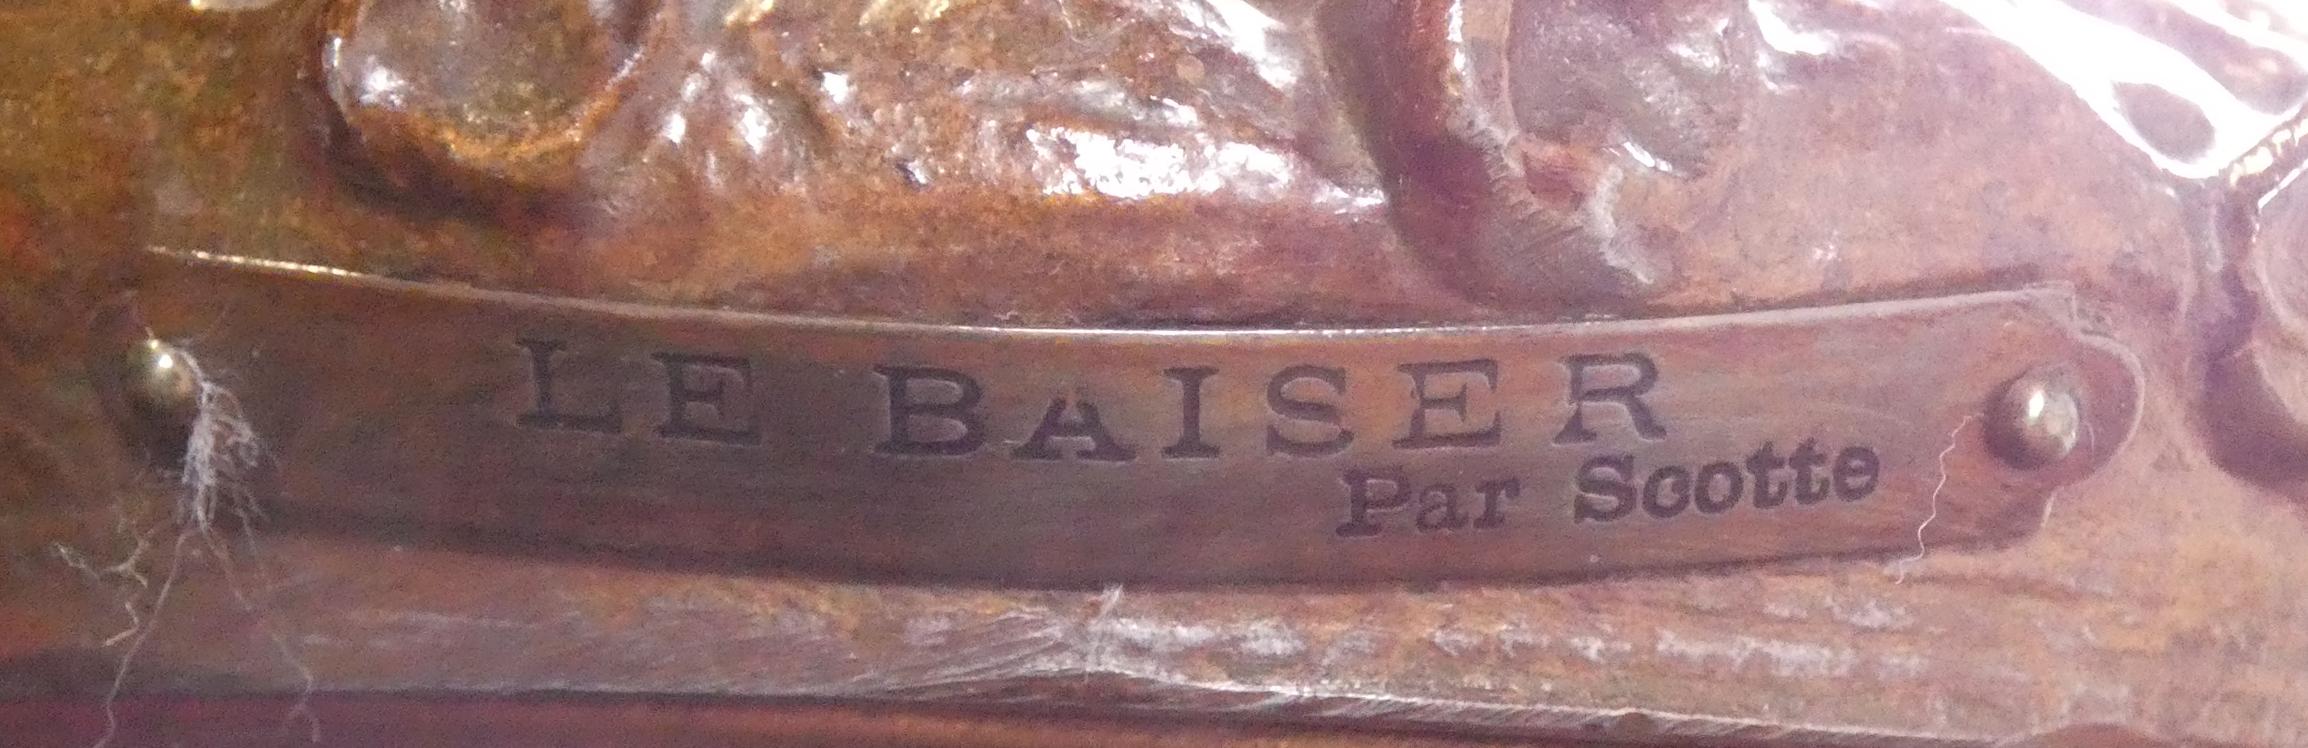 LE BAISER
Par Scotte